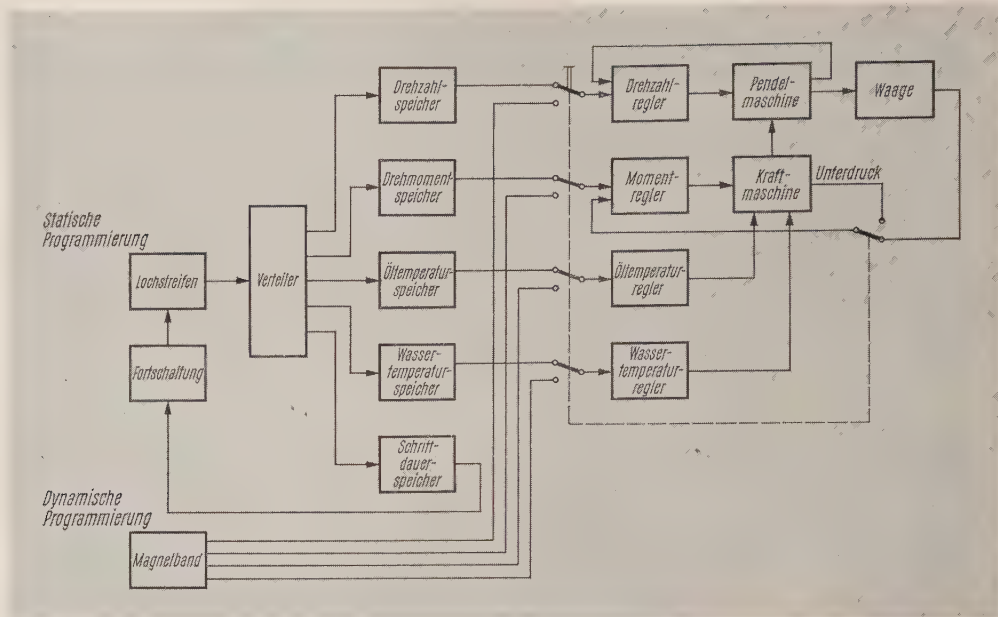 Drehzahl-
speicher
Drehzahl-
regler
Pendel-
maschine
Waage
Drehmoment-
speicher
Moment-
regler
Kraft-
maschine
Unterdruck
Statische
Programmierung
Lochstreifen
Verteiler
Öltemperatur-
speicher
Öltemperatur-
regler
Fortschaltung
Wasser-
temperatur-
speicher
Wasser-
temperatur-
regler
Schritt-
dauer-
speicher
Dynamische
Programmierung
Magnetband